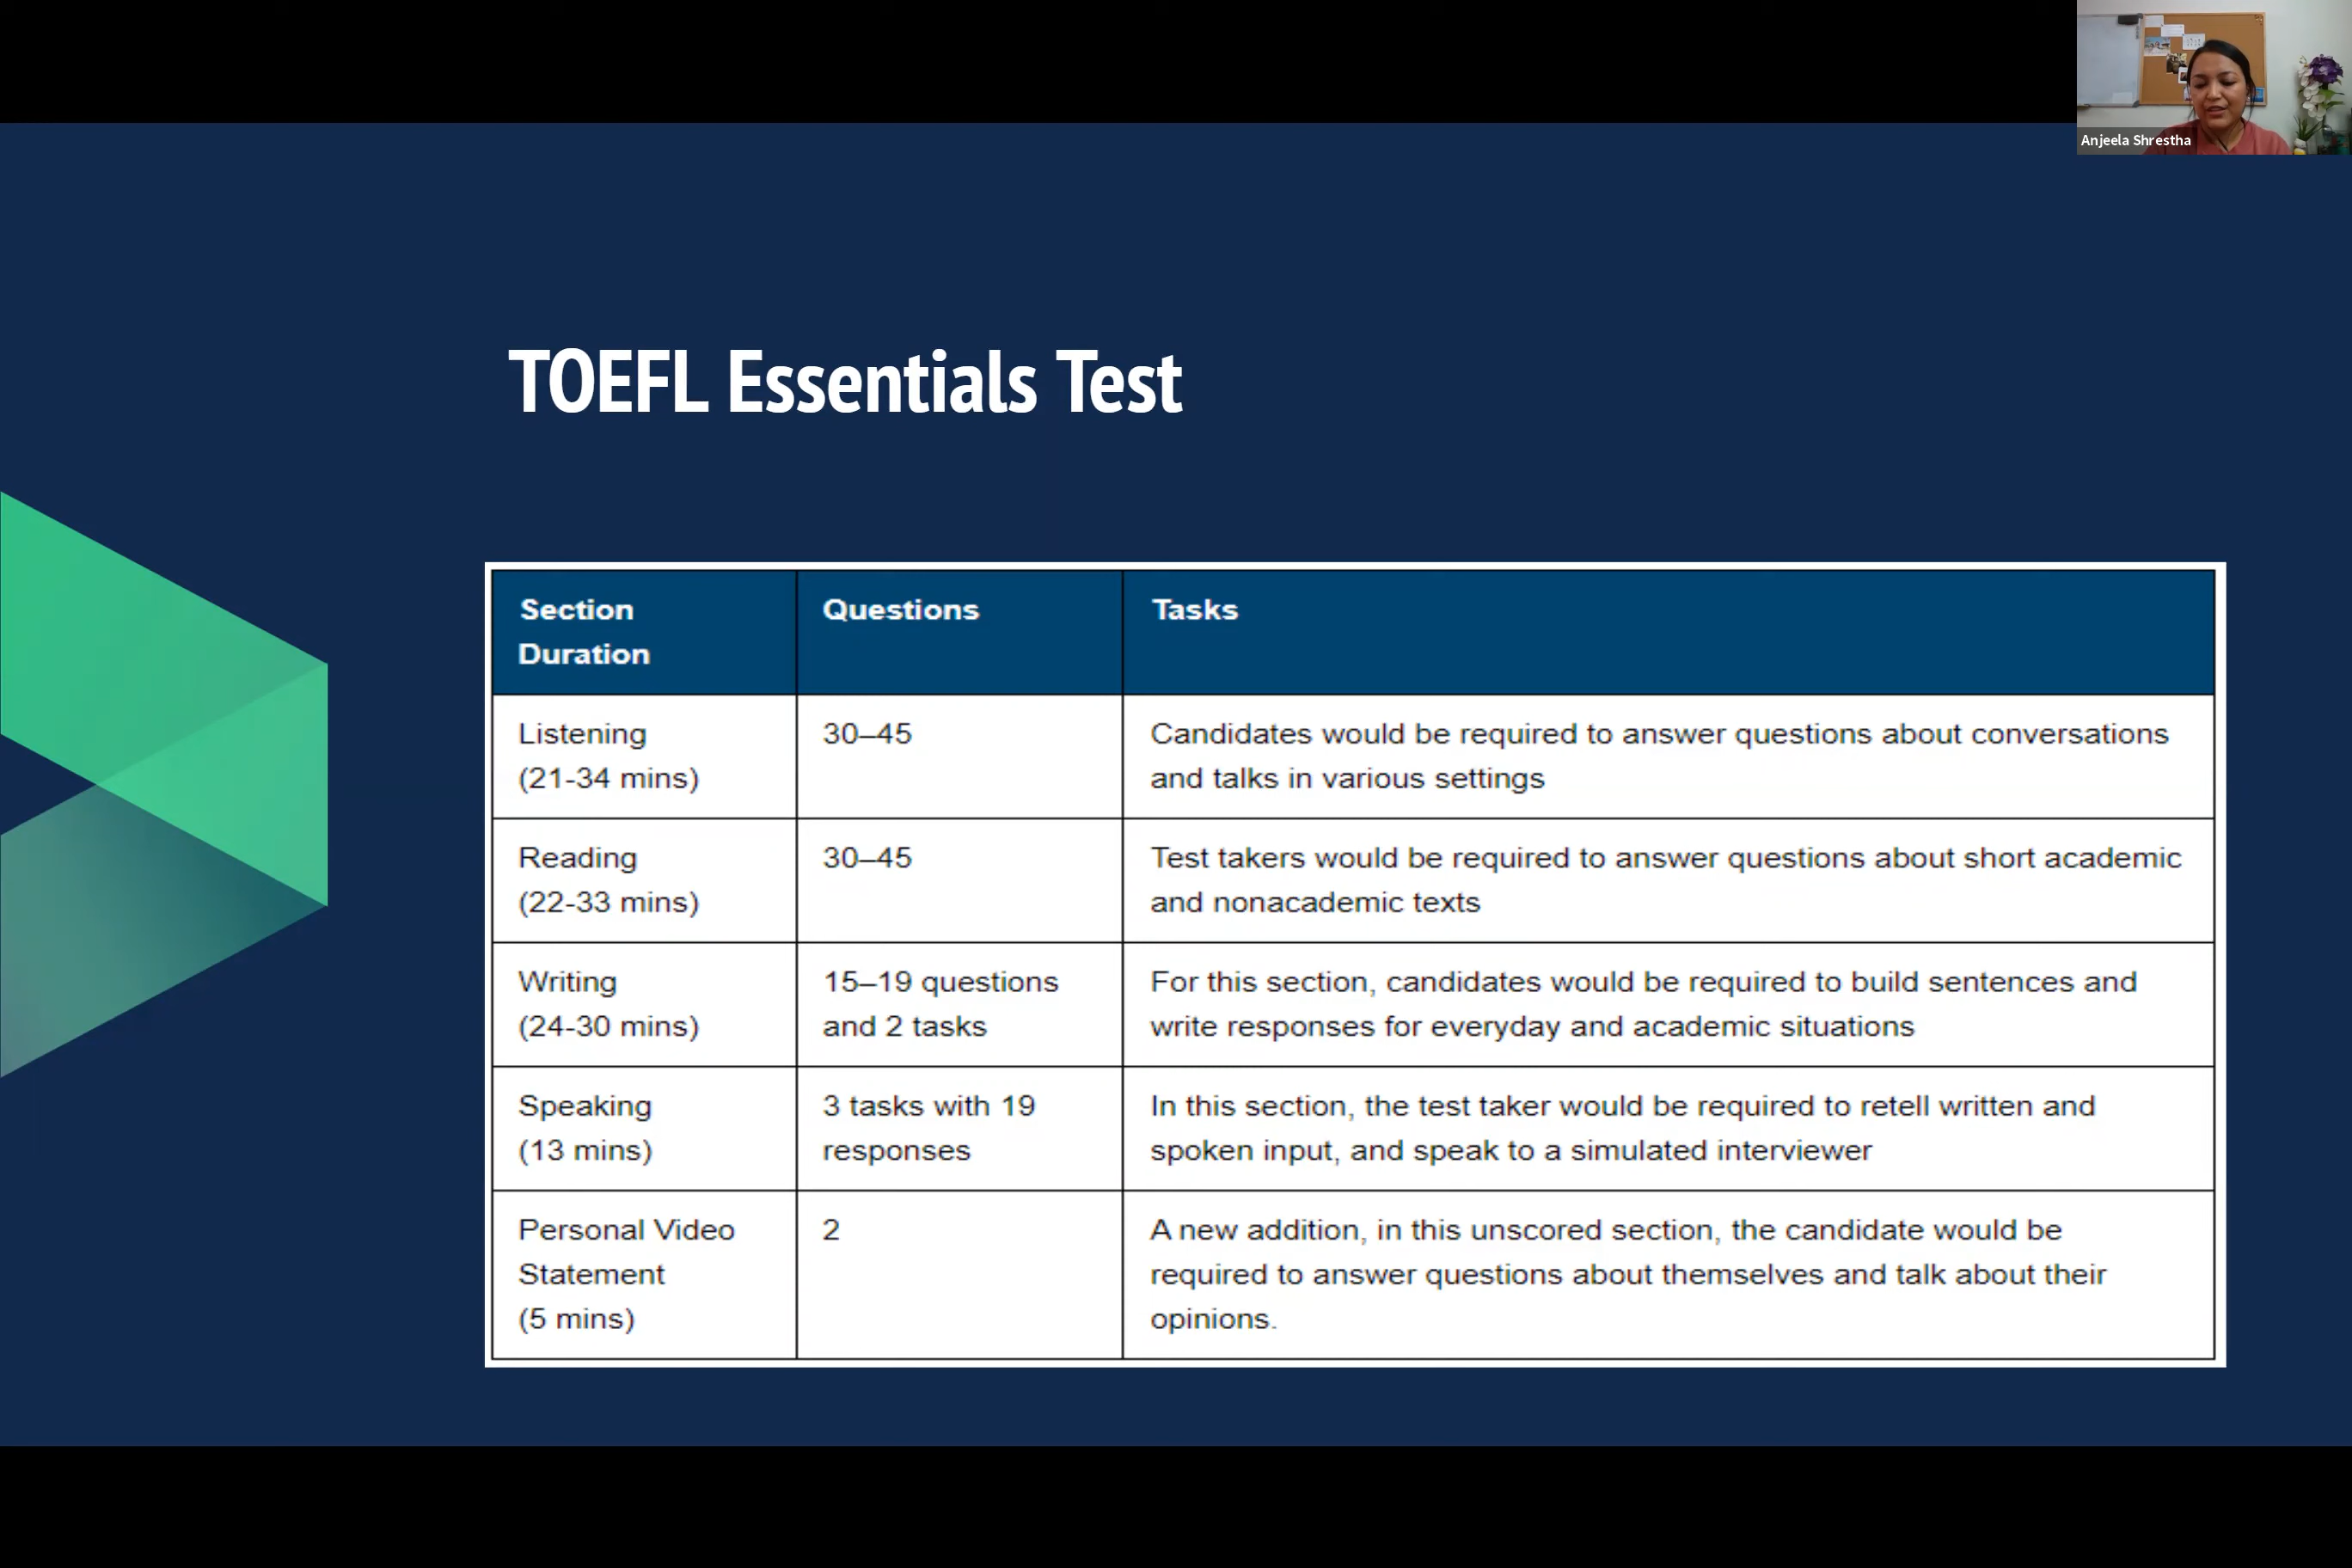 Anjeela Shrestha
TOEFL Essentials Test
Section
Duration
Questions
Tasks
Listening
(21-34 mins)
30–45
Candidates would be required to answer questions about conversations
and talks in various settings
Reading
(22-33 mins)
30–45
Test takers would be required to answer questions about short academic
and nonacademic texts
Writing
(24-30 mins)
15–19 questions
and 2 tasks
For this section, candidates would be required to build sentences and
write responses for everyday and academic situations
Speaking
(13 mins)
3 tasks with 19
responses
In this section, the test taker would be required to retell written and
spoken input, and speak to a simulated interviewer
Personal Video
Statement
(5 mins)
2
A new addition, in this unscored section, the candidate would be
required to answer questions about themselves and talk about their
opinions.